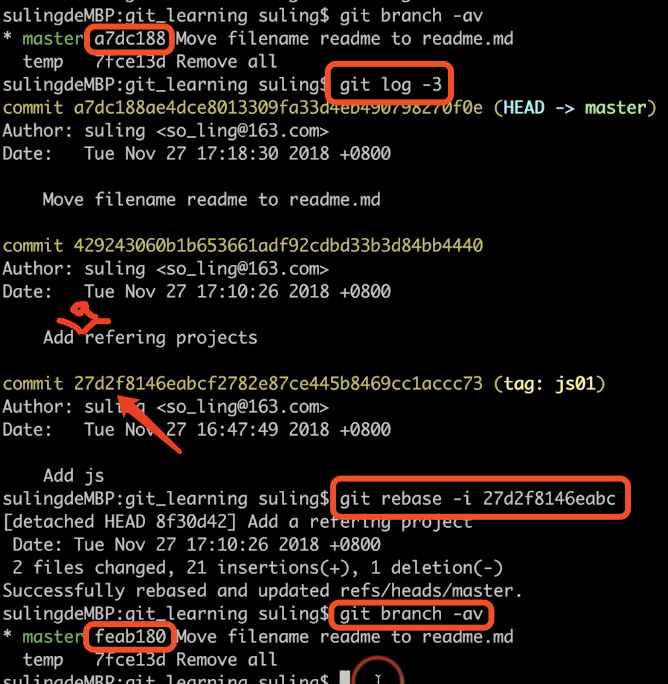 sulingdeMBP:git_learning suling$ git branch -av
* master a7dc188 Move filename readme to readme.md
  temp   7fce13d Remove all
sulingdeMBP:git_learning suling$ git log -3
commit a7dc188ae4dce8013309fa33d4eb490798270f0e (HEAD -> master)
Author: suling <so_ling@163.com>
Date:   Tue Nov 27 17:18:30 2018 +0800
    Move filename readme to readme.md
commit 429243060b1b653661adf92cdbd33b3d84bb4440
Author: suling <so_ling@163.com>
Date:   Tue Nov 27 17:10:26 2018 +0800
    Add refering projects
commit 27d2f8146eabcf2782e87ce445b8469cc1accc73 (tag: js01)
Author: suling <so_ling@163.com>
Date:   Tue Nov 27 16:47:49 2018 +0800
    Add js
sulingdeMBP:git_learning suling$ git rebase -i 27d2f8146eabc
[detached HEAD 8f30d42] Add a refering project
 Date: Tue Nov 27 17:10:26 2018 +0800
 2 files changed, 21 insertions(+), 1 deletion(-)
Successfully rebased and updated refs/heads/master.
sulingdeMBP:git_learning suling$ git branch -av
* master feab180 Move filename readme to readme.md
  temp   7fce13d Remove all
sulingdeMBP:git_learning suling$